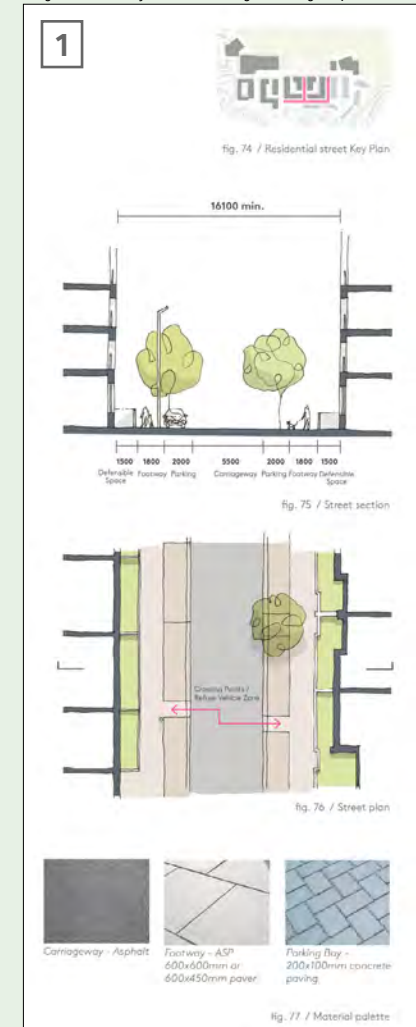 1
fig. 74 / Residential street Key Plan
16100 min.
1500 1800 2000 5500 2000 1800 1500
Defensible Space Footway Parking Carriageway Parking Footway Defensible Space
fig. 75 / Street section
Crossing Points /
Refuse Vehicle Zone
fig. 76 / Street plan
Carriageway - Asphalt
Footway - ASP
600x600mm or
600x450mm paver
Parking Bay -
200x100mm concrete
paving
fig. 77 / Material palette